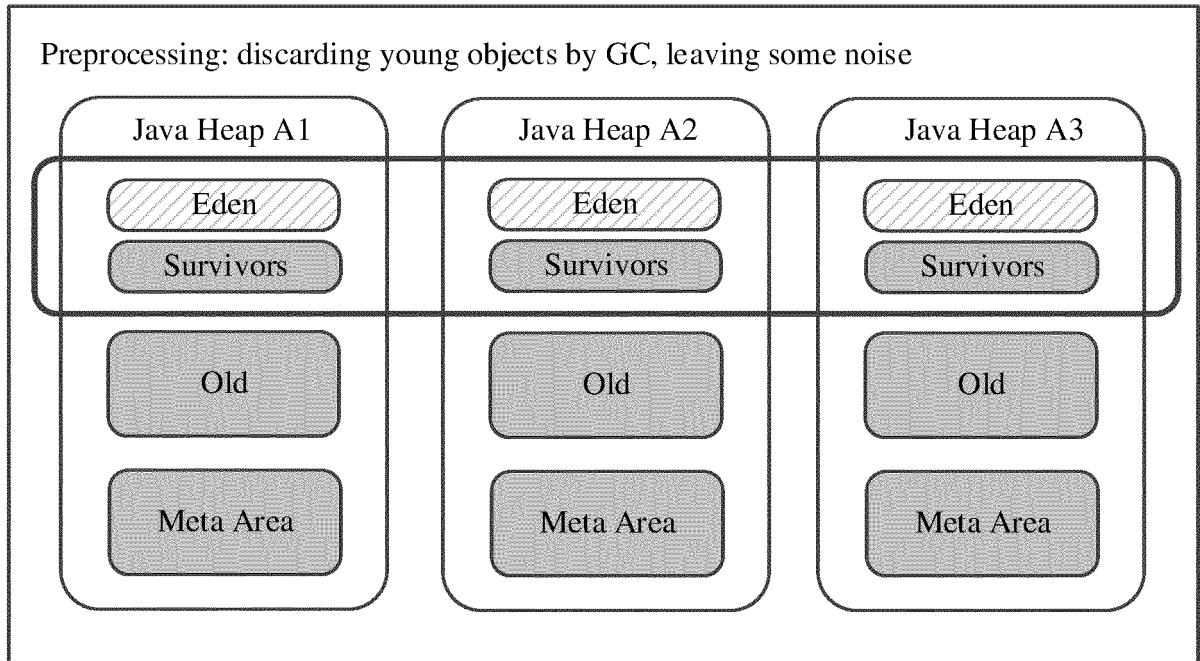 Preprocessing: discarding young objects by GC, leaving some noise
Java Heap A1
Java Heap A2
Java Heap A3
Eden
Eden
Eden
Survivors
Survivors
Survivors
Old
Old
Old
Meta Area
Meta Area
Meta Area